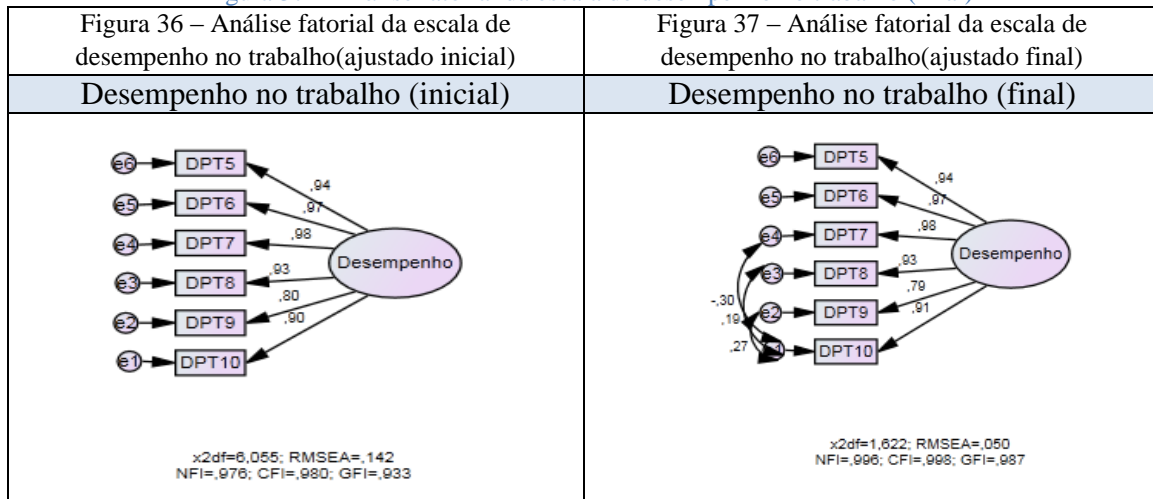 Figura 36 – Análise fatorial da escala de
desempenho no trabalho(ajustado inicial)
Figura 37 – Análise fatorial da escala de
desempenho no trabalho(ajustado final)
Desempenho no trabalho (inicial)
Desempenho no trabalho (final)
e6 DPT5
,94
e5 DPT6
,97
e4 DPT7
,98
Desempenho
e3 DPT8
,93
e2 DPT9
,80
,90
e1 DPT10
x2df=6,055; RMSEA=,142
NFI=,976; CFI=,980; GFI=,933
e6 DPT5
,94
e5 DPT6
,97
e4 DPT7
,98
Desempenho
e3 DPT8
,93
-,30
,79
,19
e2 DPT9
,91
,27
DPT10
x2df=1,622; RMSEA=,050
NFI=,996; CFI=,998; GFI=,987